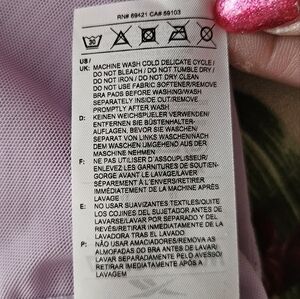 RN# 69421 CA# 59103
30
US/
UK: MACHINE WASH COLD DELICATE CYCLE /
DO NOT BLEACH / DO NOT TUMBLE DRY /
DO NOT IRON / DO NOT DRY CLEAN
DO NOT USE FABRIC SOFTENER/REMOVE
BRA PADS BEFORE WASHING/WASH
SEPARATELY INSIDE OUT/REMOVE
PROMPTLY AFTER WASH
D: KEINEN WEICHSPUELER VERWENDEN/
ENTFERNEN SIE BÜSTENHALTER-
AUFLAGEN, BEVOR SIE WASCHEN
SEPARAT VON LINKS WASCHEN/NACH
DEM WASCHEN UMGEHEND AUS DER
MASCHINE NEHMEN
F: NE PAS UTILISER D'ASSOUPLISSEUR/
ENLEVEZ LES GARNITURES DE SOUTIEN-
GORGE AVANT LE LAVAGE/LAVER
SÉPARÉMENT À L'ENVERS/RETIRER
IMMÉDIATEMENT DE LA MACHINE APRÈS
LAVAGE
E: NO USAR SUAVIZANTES TEXTILES/QUITE
LOS COJINES DEL SUJETADOR ANTES DE
LAVARSE/LAVAR POR SEPARADO Y DEL
REVÉS/RETIRAR INMEDIATAMENTE DE LA
LAVADORA TRAS EL LAVADO
P: NÃO USAR AMACIADORES/REMOVA AS
ALMOFADAS DO BRA ANTES DE LAVAR/
LAVAR SEPARADAMENTE PELO AVESSO/
RETIRAR IMEDIATAMENTE APÓS A
LAVAGEM